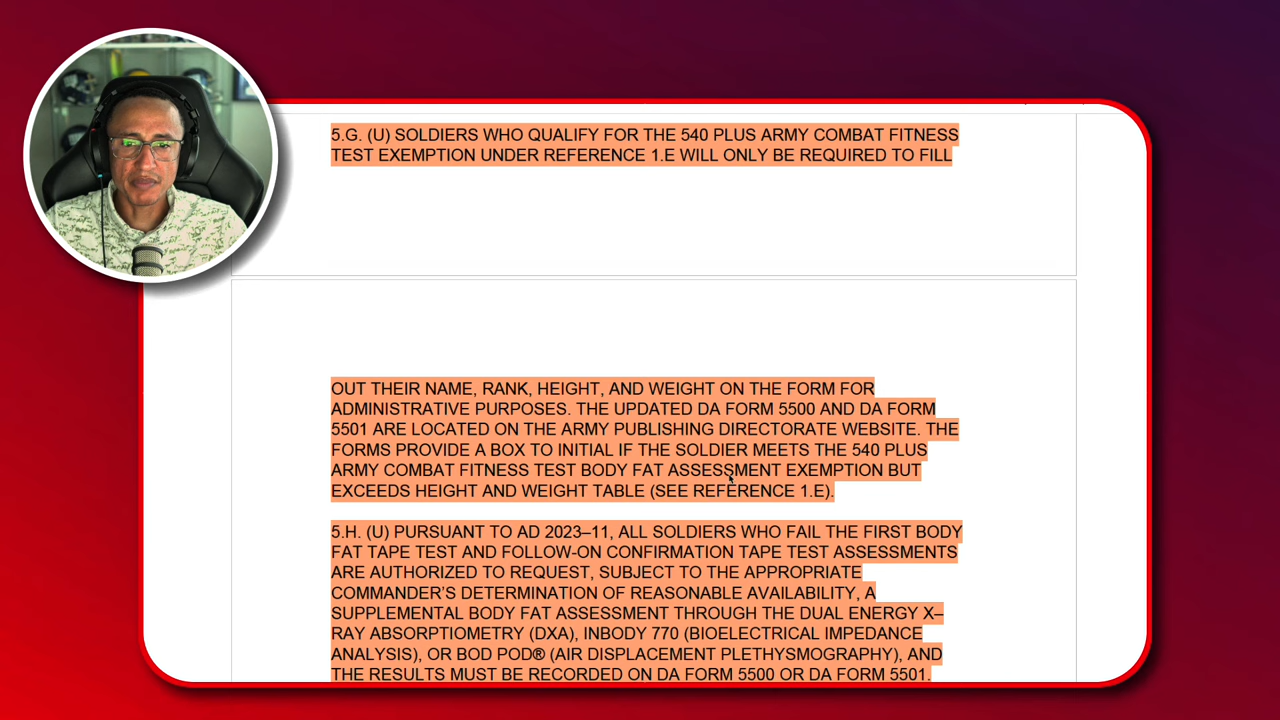 5.G. (U) SOLDIERS WHO QUALIFY FOR THE 540 PLUS ARMY COMBAT FITNESS
TEST EXEMPTION UNDER REFERENCE 1.E WILL ONLY BE REQUIRED TO FILL
OUT THEIR NAME, RANK, HEIGHT, AND WEIGHT ON THE FORM FOR
ADMINISTRATIVE PURPOSES. THE UPDATED DA FORM 5500 AND DA FORM
5501 ARE LOCATED ON THE ARMY PUBLISHING DIRECTORATE WEBSITE. THE
FORMS PROVIDE A BOX TO INITIAL IF THE SOLDIER MEETS THE 540 PLUS
ARMY COMBAT FITNESS TEST BODY FAT ASSESSMENT EXEMPTION BUT
EXCEEDS HEIGHT AND WEIGHT TABLE (SEE REFERENCE 1.E).
5.H. (U) PURSUANT TO AD 2023–11, ALL SOLDIERS WHO FAIL THE FIRST BODY
FAT TAPE TEST AND FOLLOW-ON CONFIRMATION TAPE TEST ASSESSMENTS
ARE AUTHORIZED TO REQUEST, SUBJECT TO THE APPROPRIATE
COMMANDER'S DETERMINATION OF REASONABLE AVAILABILITY, A
SUPPLEMENTAL BODY FAT ASSESSMENT THROUGH THE DUAL ENERGY X–
RAY ABSORPTIOMETRY (DXA), INBODY 770 (BIOELECTRICAL IMPEDANCE
ANALYSIS), OR BOD POD® (AIR DISPLACEMENT PLETHYSMOGRAPHY), AND
THE RESULTS MUST BE RECORDED ON DA FORM 5500 OR DA FORM 5501.